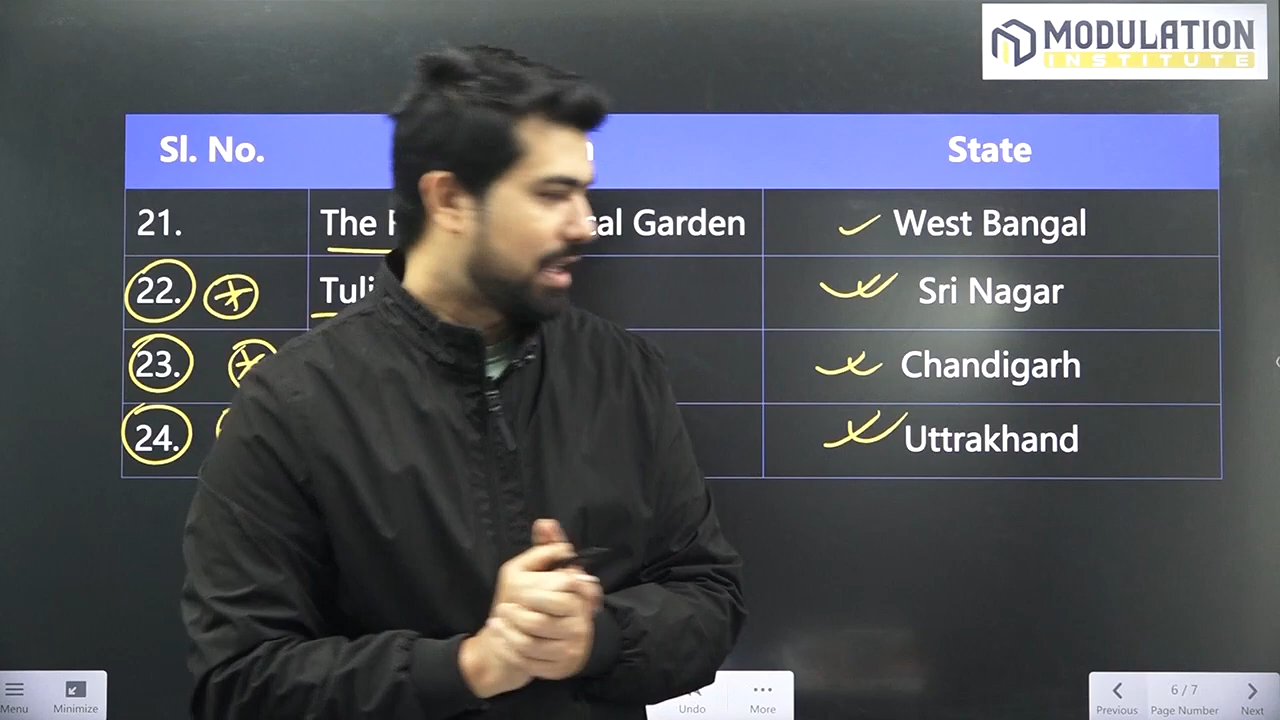 MODULATION
INSTITUTE
Sl. No. State
21. The cal Garden West Bangal
22. Tuli Sri Nagar
23. Chandigarh
24. Uttrakhand
Menu Minimize Undo More Previous 6 / 7 Page Number Next